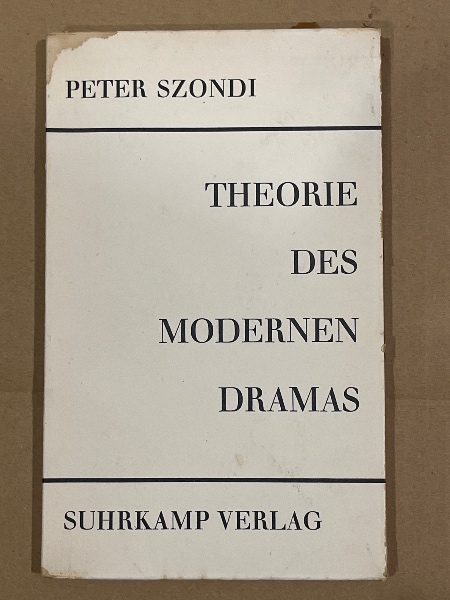 PETER SZONDI
THEORIE
DES
MODERNEN
DRAMAS
SUHRKAMP VERLAG